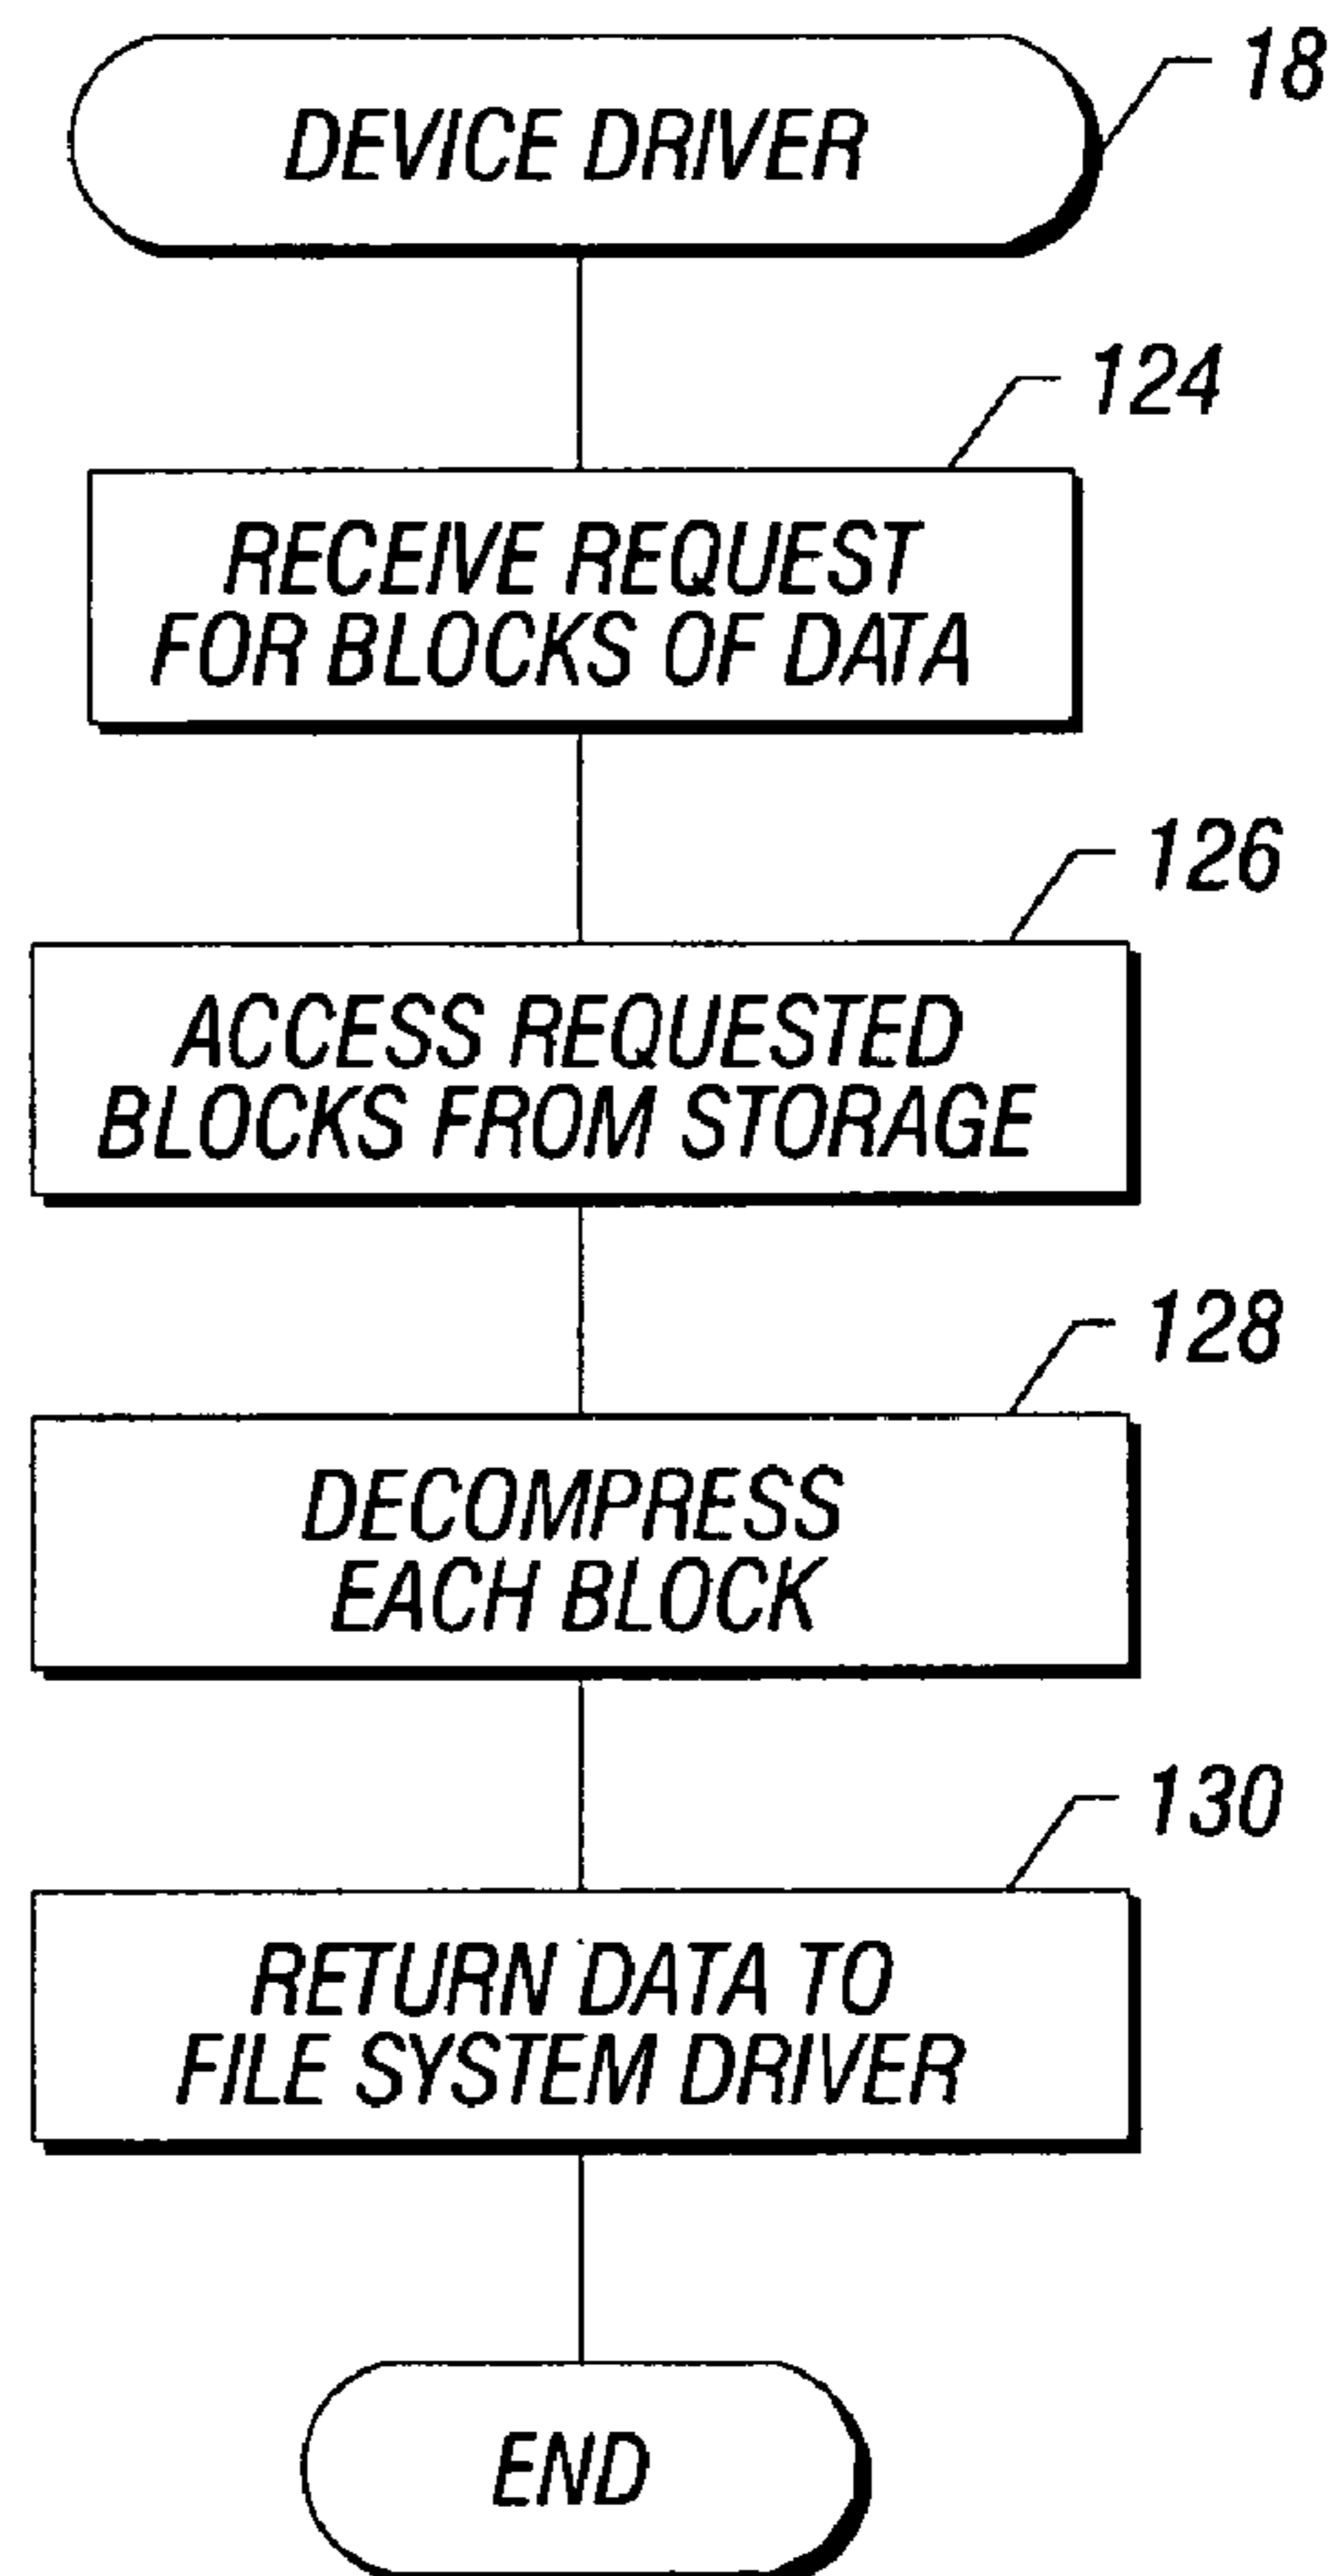 DEVICE DRIVER
18
124
RECEIVE REQUEST
FOR BLOCKS OF DATA
126
ACCESS REQUESTED
BLOCKS FROM STORAGE
128
DECOMPRESS
EACH BLOCK
130
RETURN DATA TO
FILE SYSTEM DRIVER
END